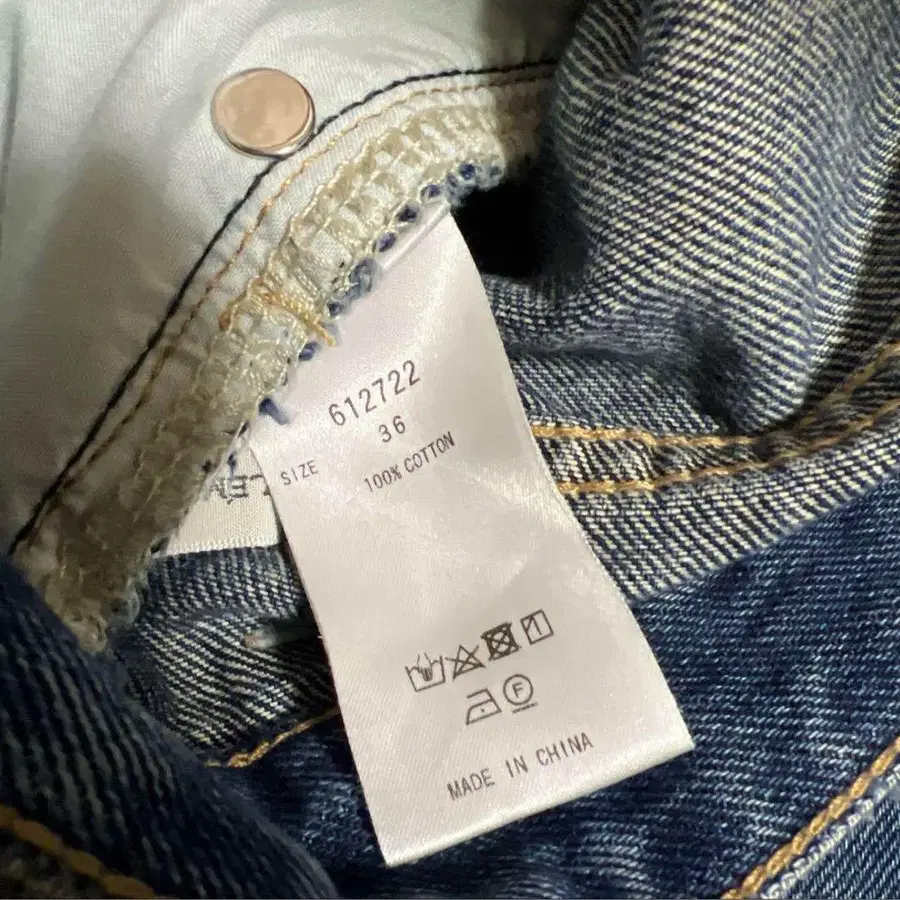 612722
SIZE 36
100% COTTON
F
MADE IN CHINA